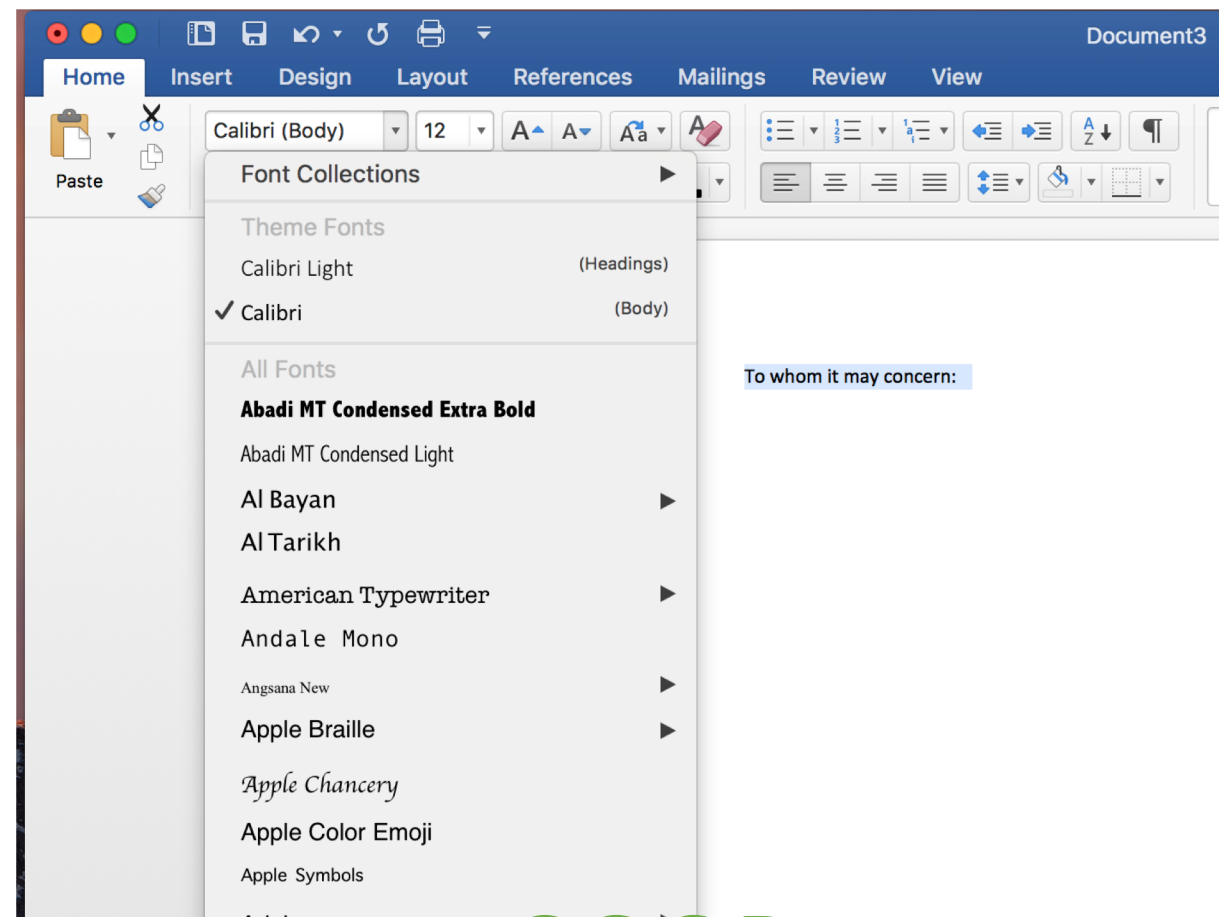 Document3
Home Insert Design Layout References Mailings Review View
Paste
Calibri (Body) 12
Font Collections
Theme Fonts
Calibri Light (Headings)
Calibri (Body)
All Fonts
Abadi MT Condensed Extra Bold
Abadi MT Condensed Light
Al Bayan
Al Tarikh
American Typewriter
Andale Mono
Angsana New
Apple Braille
Apple Chancery
Apple Color Emoji
Apple Symbols
To whom it may concern: